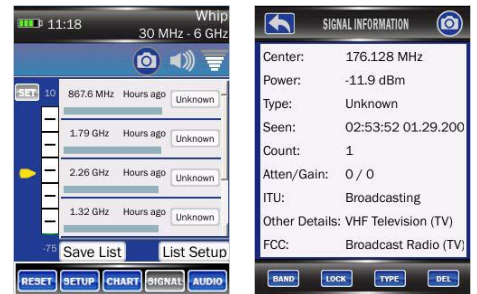 11:18
Whip
30 MHz - 6 GHz
SET 10
867.6 MHz Hours ago Unknown
1.79 GHz Hours ago Unknown
2.26 GHz Hours ago Unknown
1.32 GHz Hours ago Unknown
-75
Save List List Setup
RESET SETUP CHART SIGNAL AUDIO
SIGNAL INFORMATION
Center: 176.128 MHz
Power: -11.9 dBm
Type: Unknown
Seen: 02:53:52 01.29.200
Count: 1
Atten/Gain: 0 / 0
ITU: Broadcasting
Other Details: VHF Television (TV)
FCC: Broadcast Radio (TV)
BAND LOCK TYPE DEL